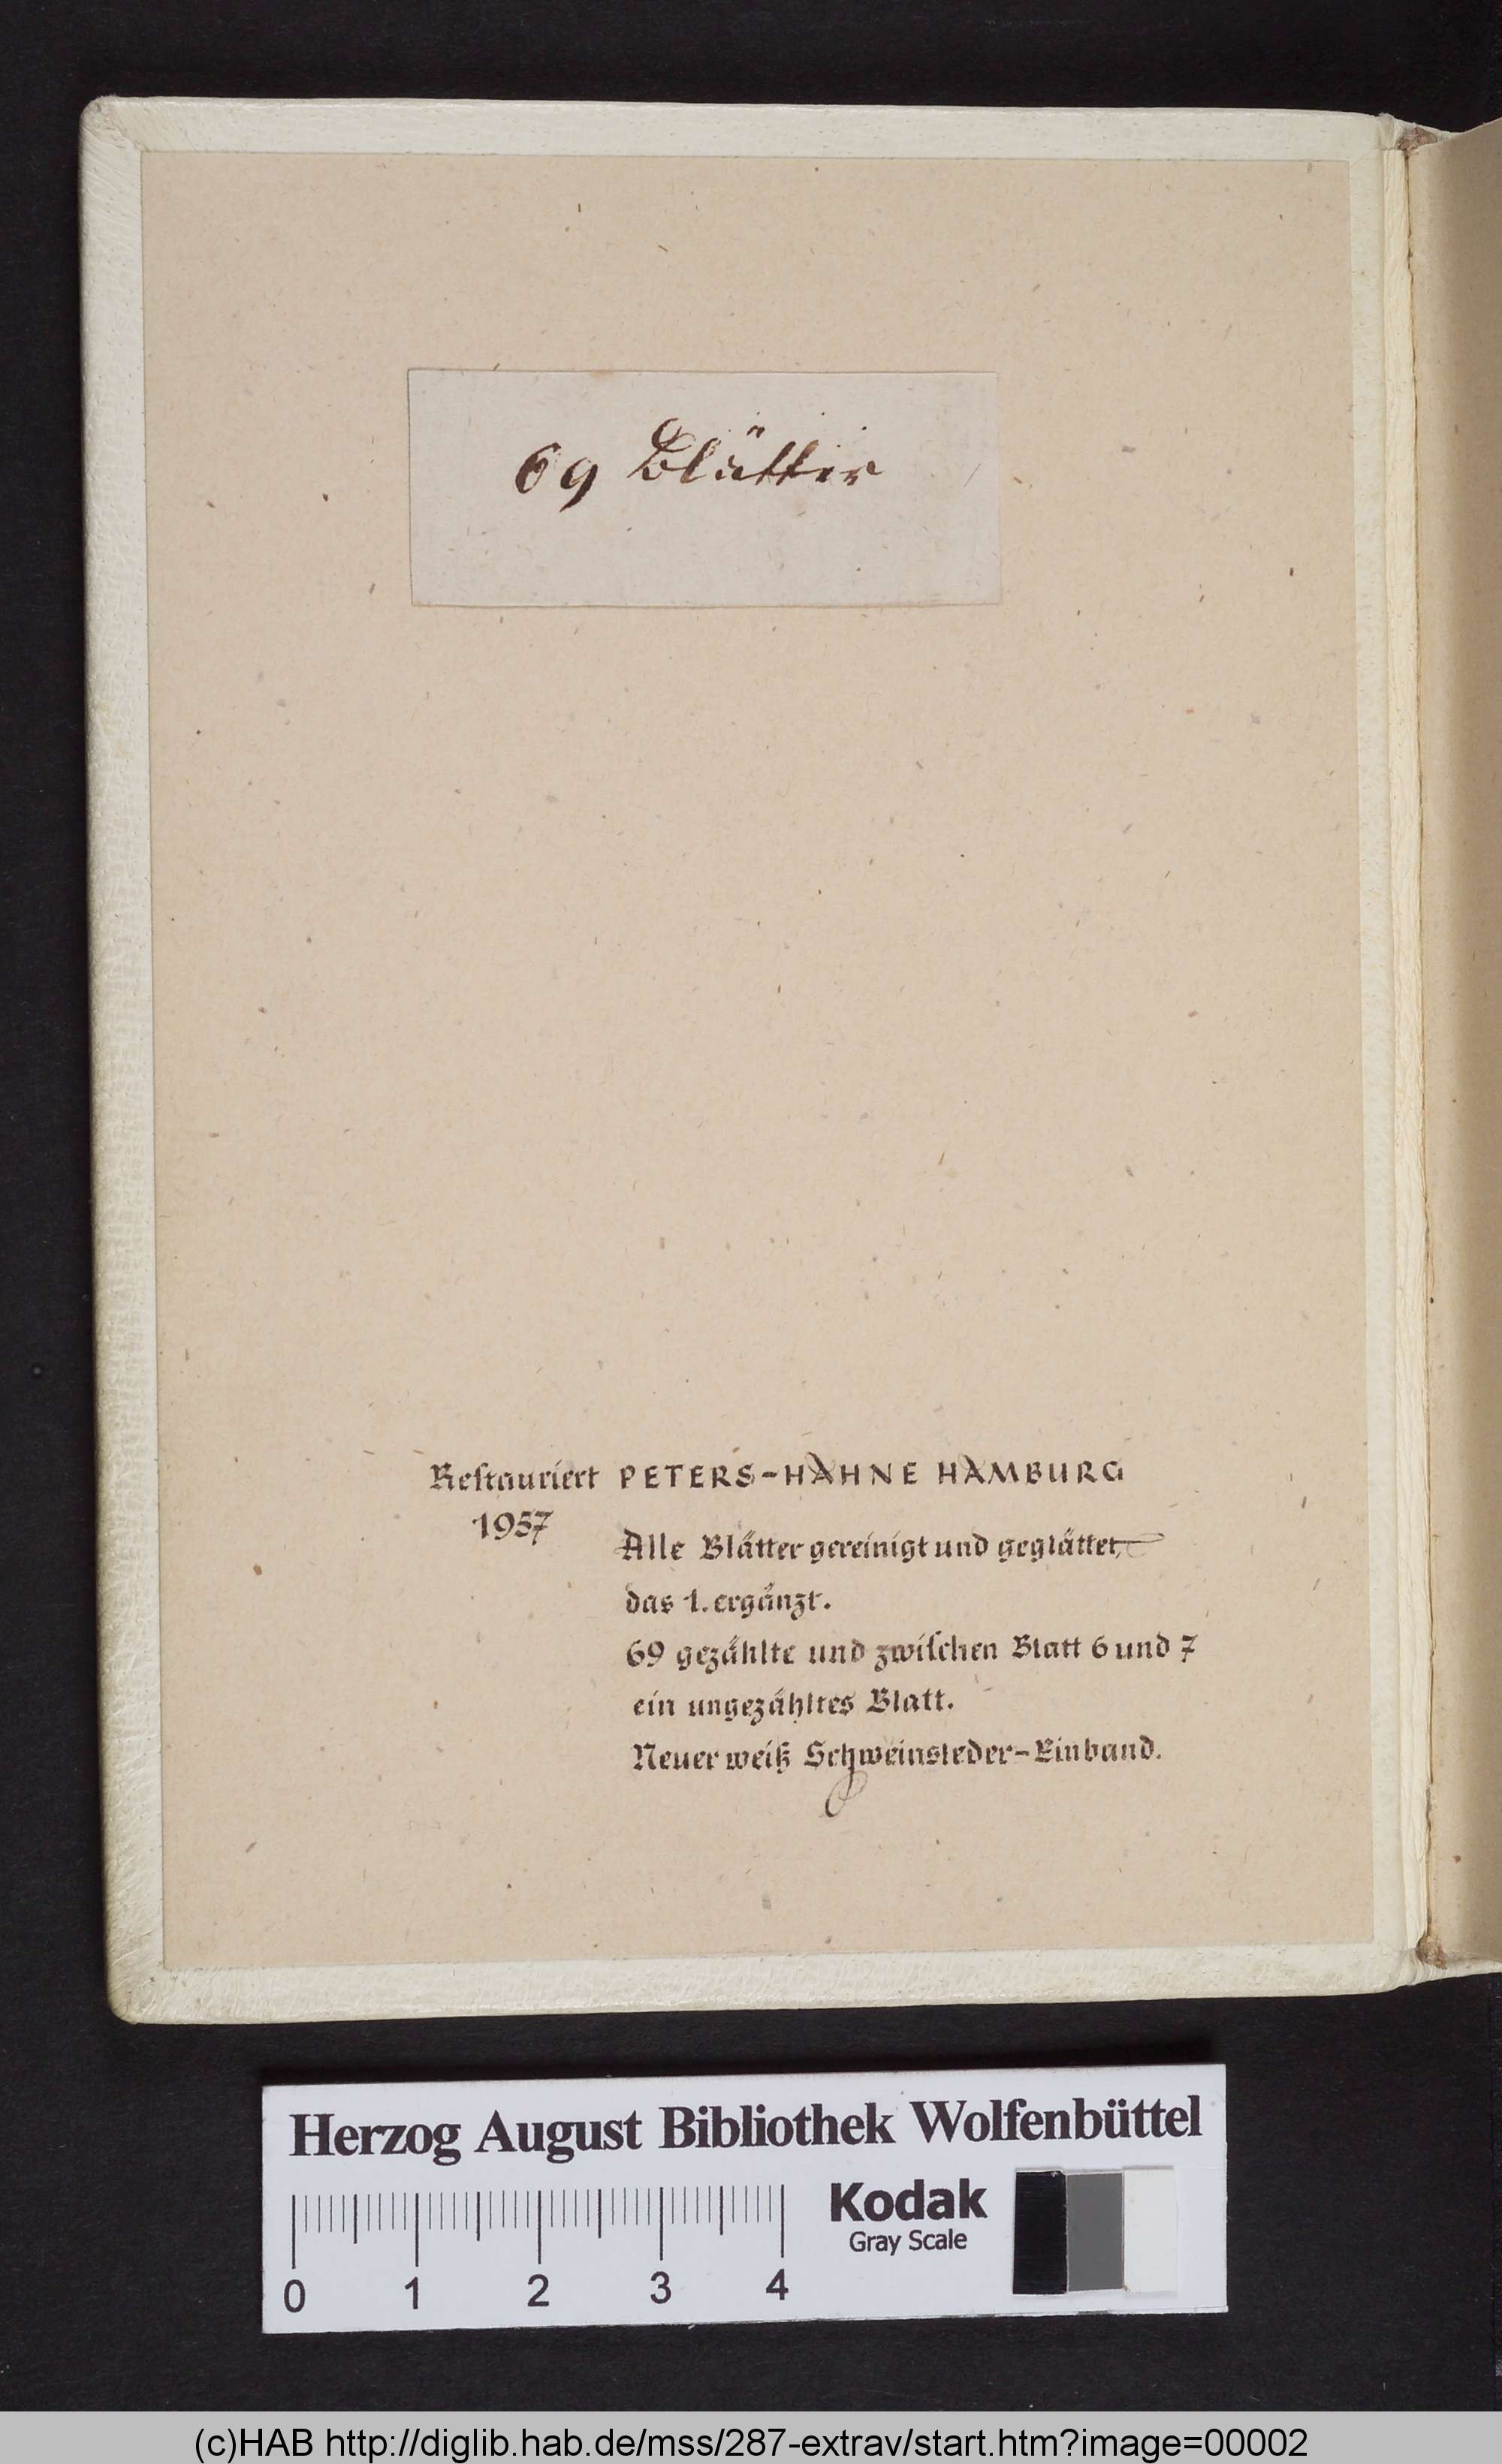 69 Blätter
Restauriert PETERS-HAHNE HAMBURG
1957
Alle Blätter gereinigt und geglättet,
das 1. ergänzt.
69 gezählte und zwiſchen Blatt 6 und 7
ein ungezähltes Blatt.
Neuer weiß Schweinsleder-Einband.
Herzog August Bibliothek Wolfenbüttel
Kodak
Gray Scale
0 1 2 3 4
(c)HAB http://diglib.hab.de/mss/287-extrav/start.htm?image=00002